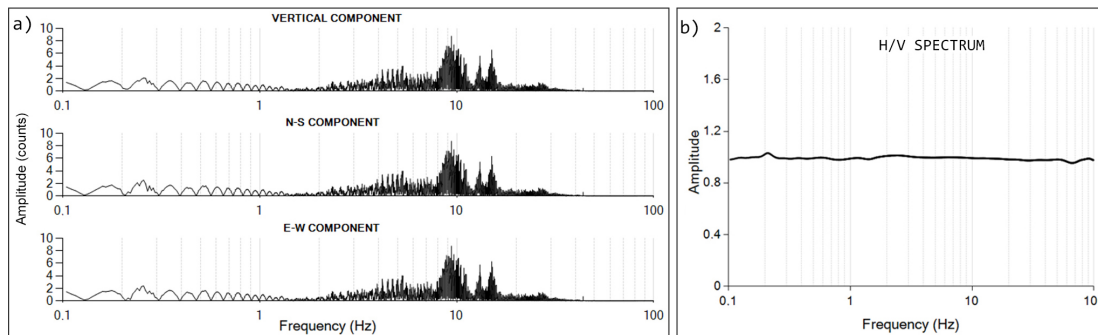 a)
VERTICAL COMPONENT
10
8
6
4
2
0
0.1 1 10 100
N-S COMPONENT
10
8
6
4
2
0
0.1 1 10 100
E-W COMPONENT
10
8
6
4
2
0
0.1 1 10 100
Amplitude (counts)
Frequency (Hz)
b)
H/V SPECTRUM
2
1.6
1.2
0.8
0.4
0
0.1 1 10 10
Amplitude
Frequency (Hz)